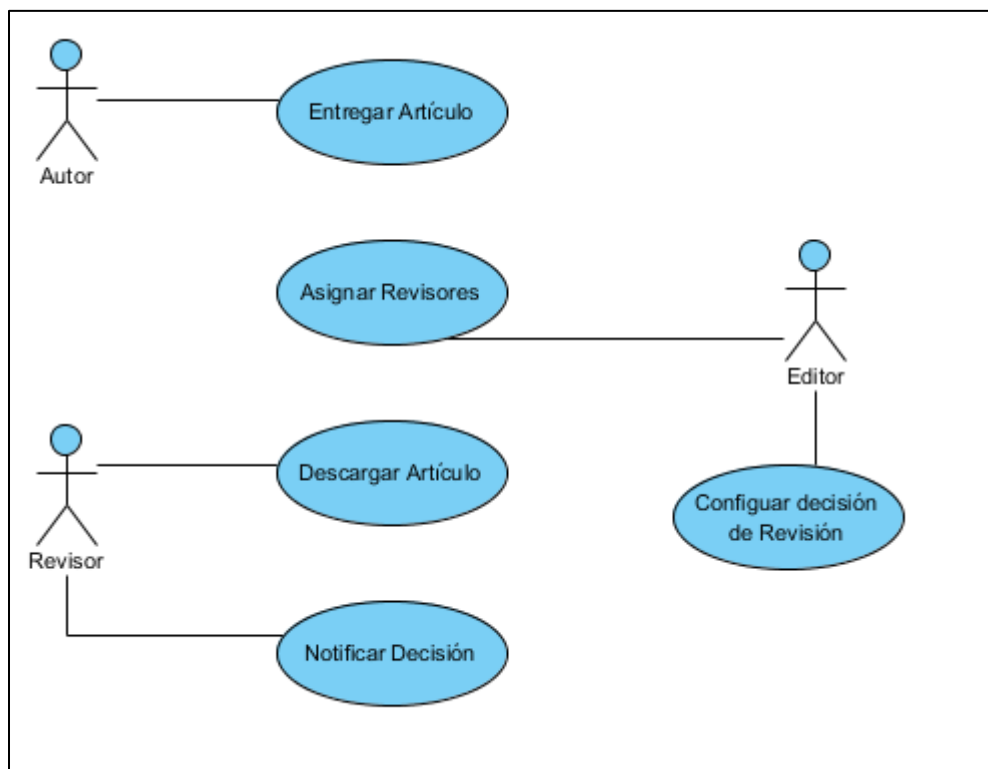 Entregar Artículo
Autor
Asignar Revisores
Editor
Descargar Artículo
Configuar decisión
de Revisión
Revisor
Notificar Decisión